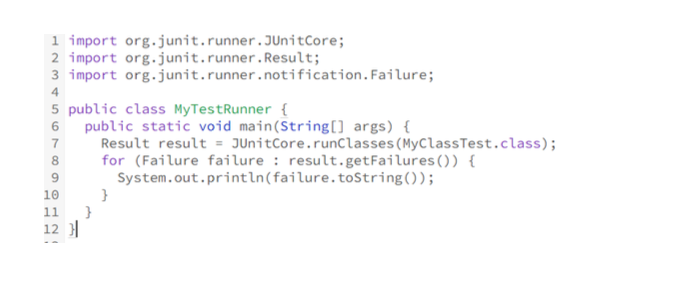 1 import org.junit.runner.JUnitCore;
2 import org.junit.runner.Result;
3 import org.junit.runner.notification.Failure;
4
5 public class MyTestRunner {
6   public static void main(String[] args) {
7     Result result = JUnitCore.runClasses(MyClassTest.class);
8     for (Failure failure : result.getFailures()) {
9       System.out.println(failure.toString());
10     }
11   }
12 }